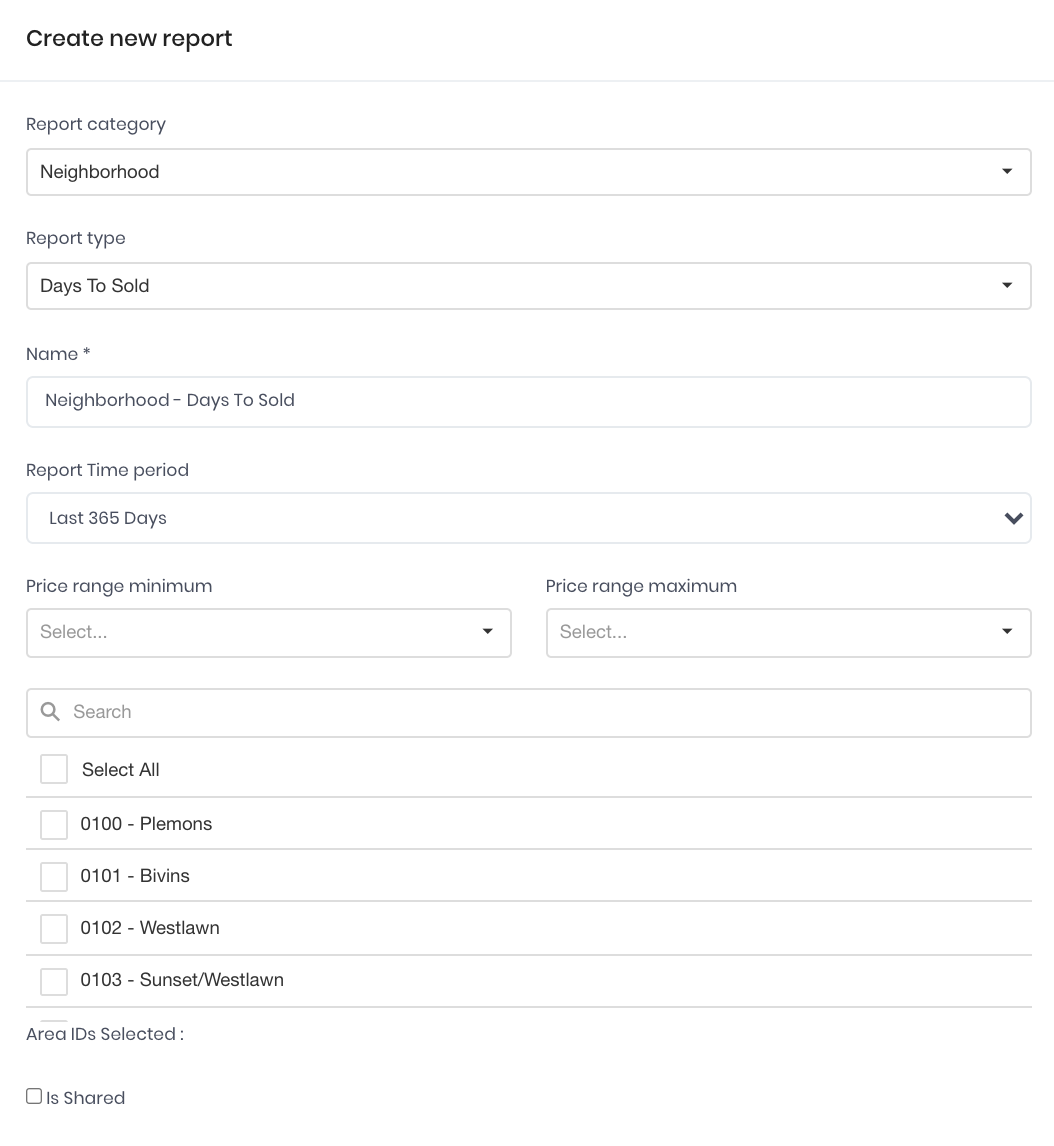 Create new report
Report category
Neighborhood
Report type
Days To Sold
Name *
Neighborhood - Days To Sold
Report Time period
Last 365 Days
Price range minimum
Price range maximum
Select...
Select...
Search
Select All
0100 - Plemons
0101 - Bivins
0102 - Westlawn
0103 - Sunset/Westlawn
Area IDs Selected :
Is Shared